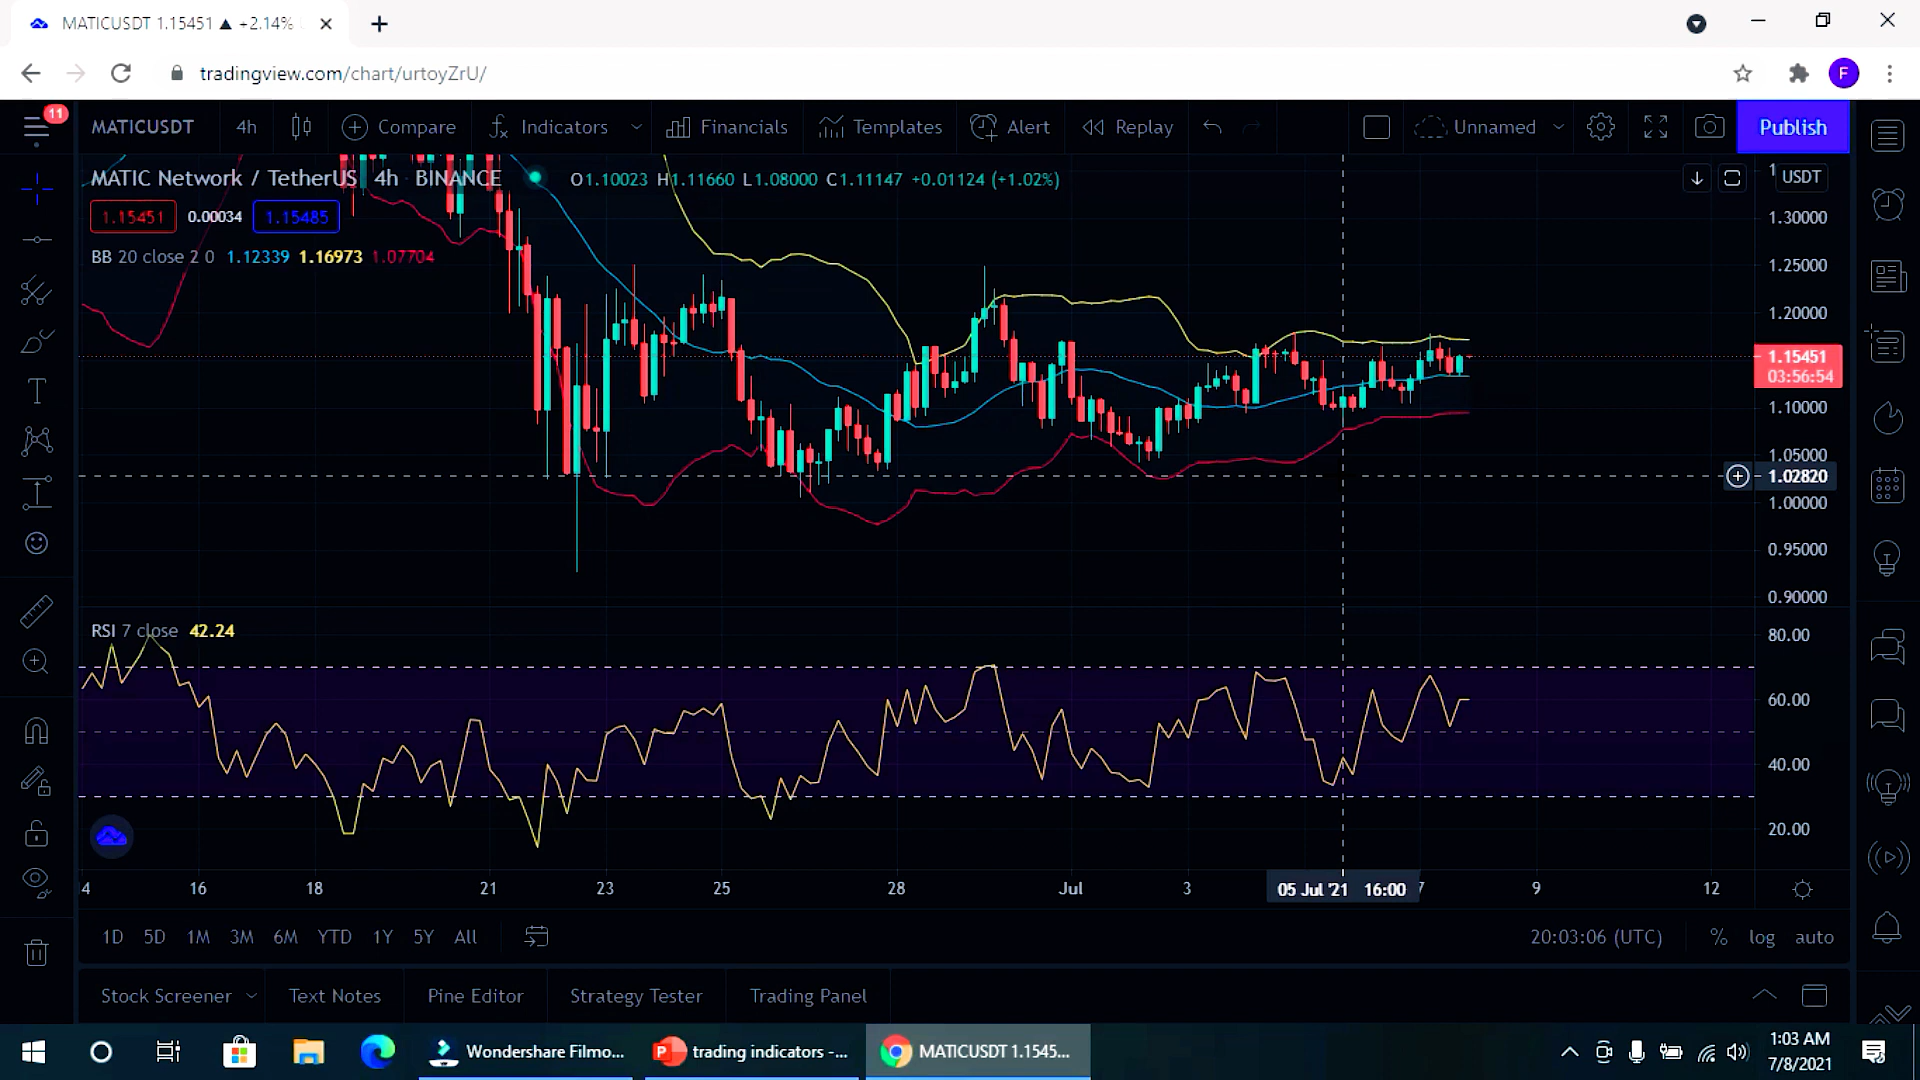 MATICUSDT 1.15451 ▲ +2.14%
tradingview.com/chart/urtoyZrU/
F
11
MATICUSDT 4h Compare Indicators Financials Templates Alert Replay Unnamed Publish
MATIC Network / TetherUS 4h BINANCE O1.10023 H1.11660 L1.08000 C1.11147 +0.01124 (+1.02%)
USDT
1.15451 0.00034 1.15485
BB 20 close 2 0 1.12339 1.16973 1.07704
1.30000
1.25000
1.20000
1.15451
03:56:54
1.10000
1.05000
1.02820
1.00000
0.95000
0.90000
RSI 7 close 42.24
80.00
60.00
40.00
20.00
4 16 18 21 23 25 28 Jul 3 05 Jul '21 16:00 7 9 12
1D 5D 1M 3M 6M YTD 1Y 5Y All 20:03:06 (UTC) % log auto
Stock Screener Text Notes Pine Editor Strategy Tester Trading Panel
Wondershare Filmo... trading indicators -... MATICUSDT 1.1545...
1:03 AM
7/8/2021